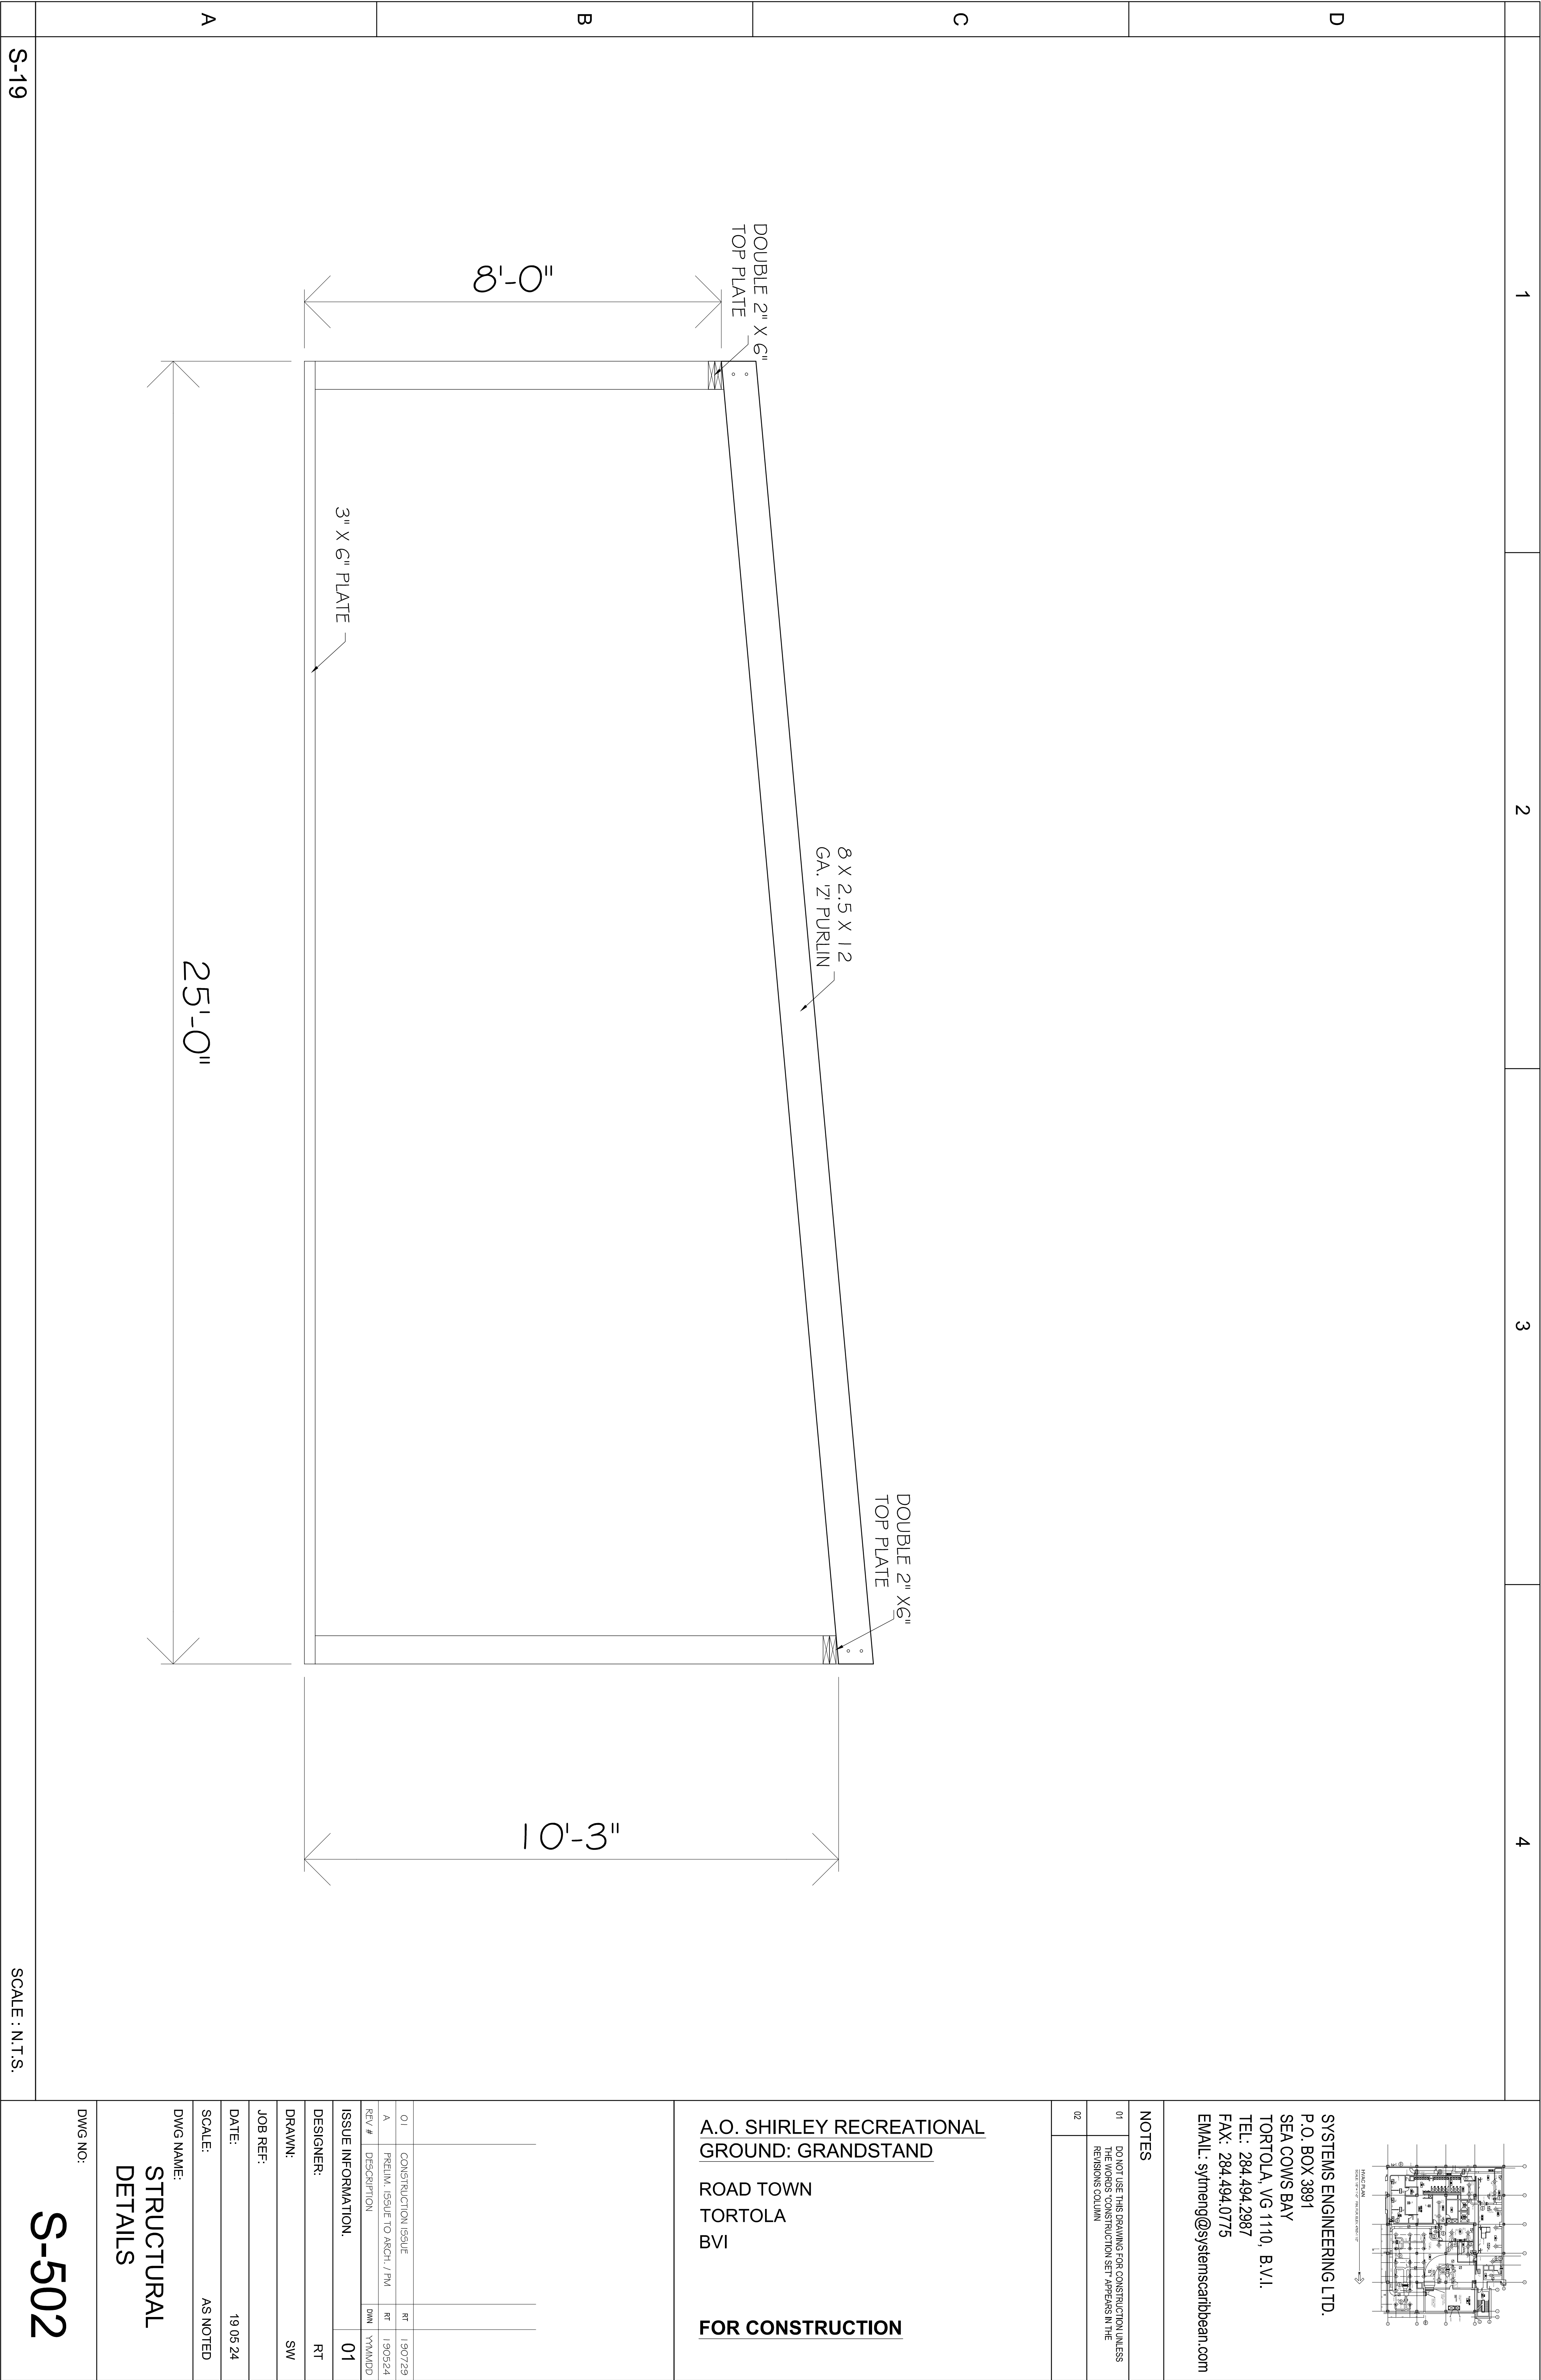 1
2
3
4
D
C
B
A
DOUBLE 2" X 6"
TOP PLATE
8 X 2.5 X 12
GA. 'Z' PURLIN
DOUBLE 2" X6"
TOP PLATE
8'-0"
3" X 6" PLATE
10'-3"
25'-0"
S-19
SCALE : N.T.S.
HVAC PLAN
SYSTEMS ENGINEERING LTD.
P.O. BOX 3891
SEA COWS BAY
TORTOLA, VG 1110, B.V.I.
TEL: 284.494.2987
FAX: 284.494.0775
EMAIL: sytmeng@systemscaribbean.com
NOTES
01 DO NOT USE THIS DRAWING FOR CONSTRUCTION UNLESS
THE WORDS "CONSTRUCTION SET" APPEARS IN THE
REVISIONS COLUMN
02
A.O. SHIRLEY RECREATIONAL
GROUND: GRANDSTAND
ROAD TOWN
TORTOLA
BVI
FOR CONSTRUCTION
01 CONSTRUCTION ISSUE RT 190729
A PRELIM. ISSUE TO ARCH. / PM RT 190524
REV # DESCRIPTION DWN YYMMDD
ISSUE INFORMATION. 01
DESIGNER: RT
DRAWN: SW
JOB REF:
DATE: 19 05 24
SCALE: AS NOTED
DWG NAME:
STRUCTURAL
DETAILS
DWG NO:
S-502